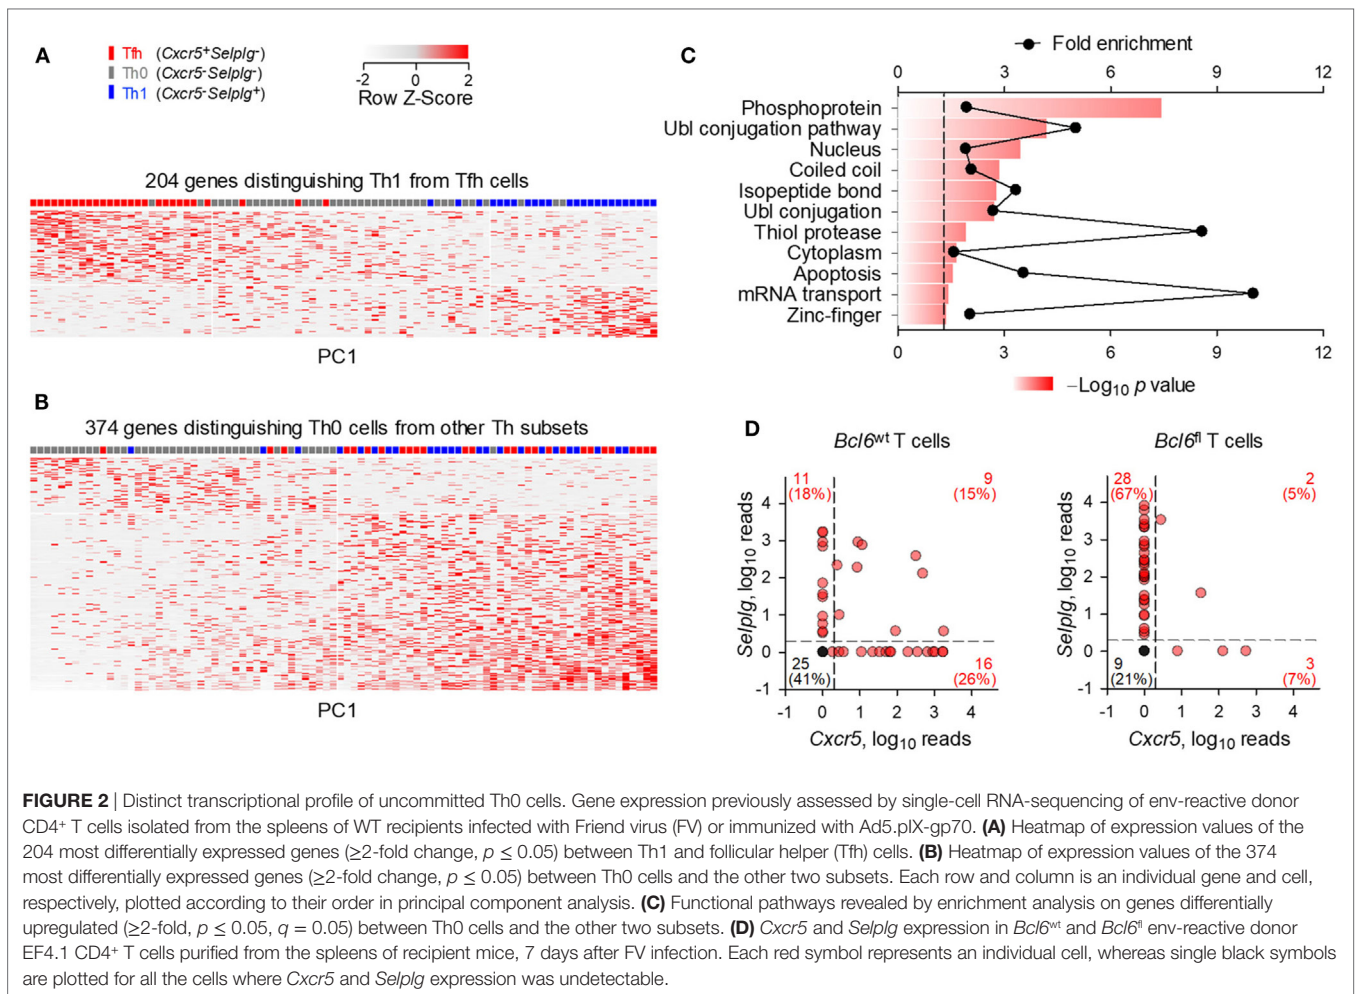 A
Tfh (Cxcr5⁺Selplg⁻)
Th0 (Cxcr5⁻Selplg⁻)
Th1 (Cxcr5⁻Selplg⁺)
-2 0 2
Row Z-Score
204 genes distinguishing Th1 from Tfh cells
PC1
B
374 genes distinguishing Th0 cells from other Th subsets
PC1
C
Fold enrichment
0 3 6 9 12
Phosphoprotein
Ubl conjugation pathway
Nucleus
Coiled coil
Isopeptide bond
Ubl conjugation
Thiol protease
Cytoplasm
Apoptosis
mRNA transport
Zinc-finger
0 3 6 9 12
–Log₁₀ p value
D
Bcl6ʷᵗ T cells
11
(18%)
9
(15%)
4
3
2
1
0
-1
Selplg, log₁₀ reads
25
(41%)
16
(26%)
-1 0 1 2 3 4
Cxcr5, log₁₀ reads
Bcl6ᶠˡ T cells
28
(67%)
2
(5%)
4
3
2
1
0
-1
Selplg, log₁₀ reads
9
(21%)
3
(7%)
-1 0 1 2 3 4
Cxcr5, log₁₀ reads
FIGURE 2 | Distinct transcriptional profile of uncommitted Th0 cells. Gene expression previously assessed by single-cell RNA-sequencing of env-reactive donor
CD4⁺ T cells isolated from the spleens of WT recipients infected with Friend virus (FV) or immunized with Ad5.pIX-gp70. (A) Heatmap of expression values of the
204 most differentially expressed genes (≥2-fold change, p ≤ 0.05) between Th1 and follicular helper (Tfh) cells. (B) Heatmap of expression values of the 374
most differentially expressed genes (≥2-fold change, p ≤ 0.05) between Th0 cells and the other two subsets. Each row and column is an individual gene and cell,
respectively, plotted according to their order in principal component analysis. (C) Functional pathways revealed by enrichment analysis on genes differentially
upregulated (≥2-fold, p ≤ 0.05, q = 0.05) between Th0 cells and the other two subsets. (D) Cxcr5 and Selplg expression in Bcl6ʷᵗ and Bcl6ᶠˡ env-reactive donor
EF4.1 CD4⁺ T cells purified from the spleens of recipient mice, 7 days after FV infection. Each red symbol represents an individual cell, whereas single black symbols
are plotted for all the cells where Cxcr5 and Selplg expression was undetectable.